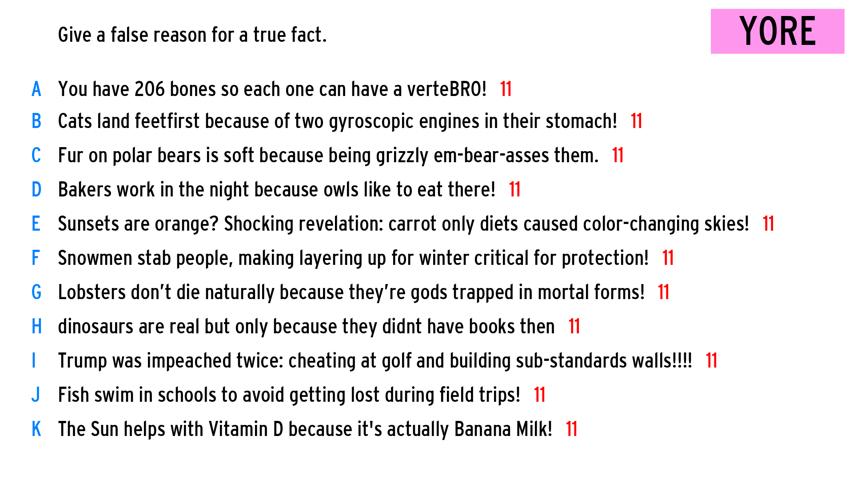 Give a false reason for a true fact.
YORE
A You have 206 bones so each one can have a verteBRO! 11
B Cats land feetfirst because of two gyroscopic engines in their stomach! 11
C Fur on polar bears is soft because being grizzly em-bear-asses them. 11
D Bakers work in the night because owls like to eat there! 11
E Sunsets are orange? Shocking revelation: carrot only diets caused color-changing skies! 11
F Snowmen stab people, making layering up for winter critical for protection! 11
G Lobsters don't die naturally because they're gods trapped in mortal forms! 11
H dinosaurs are real but only because they didnt have books then 11
I Trump was impeached twice: cheating at golf and building sub-standards walls!!!! 11
J Fish swim in schools to avoid getting lost during field trips! 11
K The Sun helps with Vitamin D because it's actually Banana Milk! 11